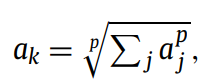 $a_k = \sqrt[p]{\sum_j a_j^p},$